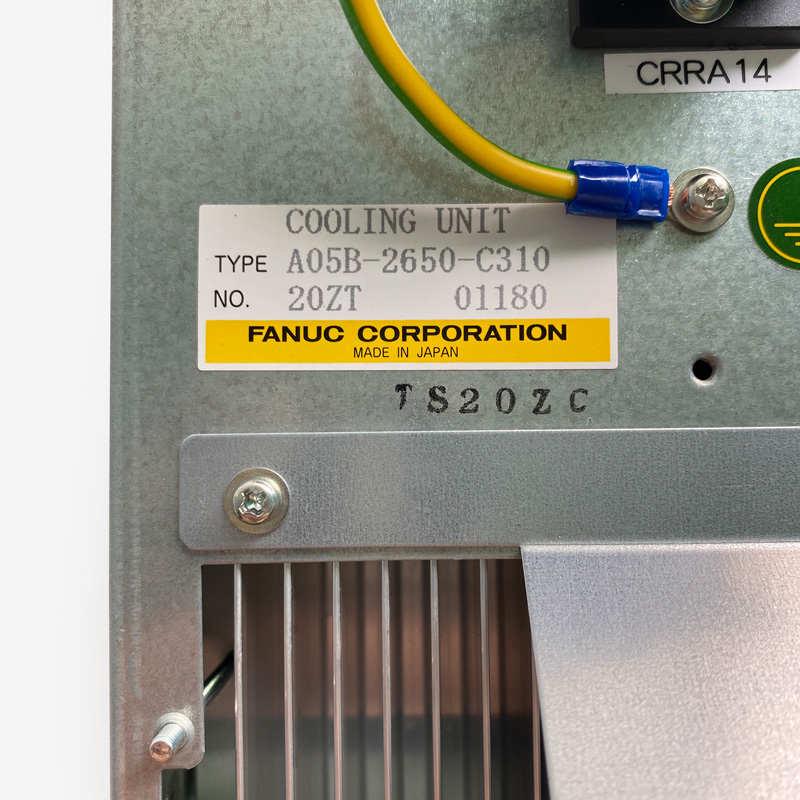 CRRA14
COOLING UNIT
TYPE A05B-2650-C310
NO. 20ZT 01180
FANUC CORPORATION
MADE IN JAPAN
TS20ZC